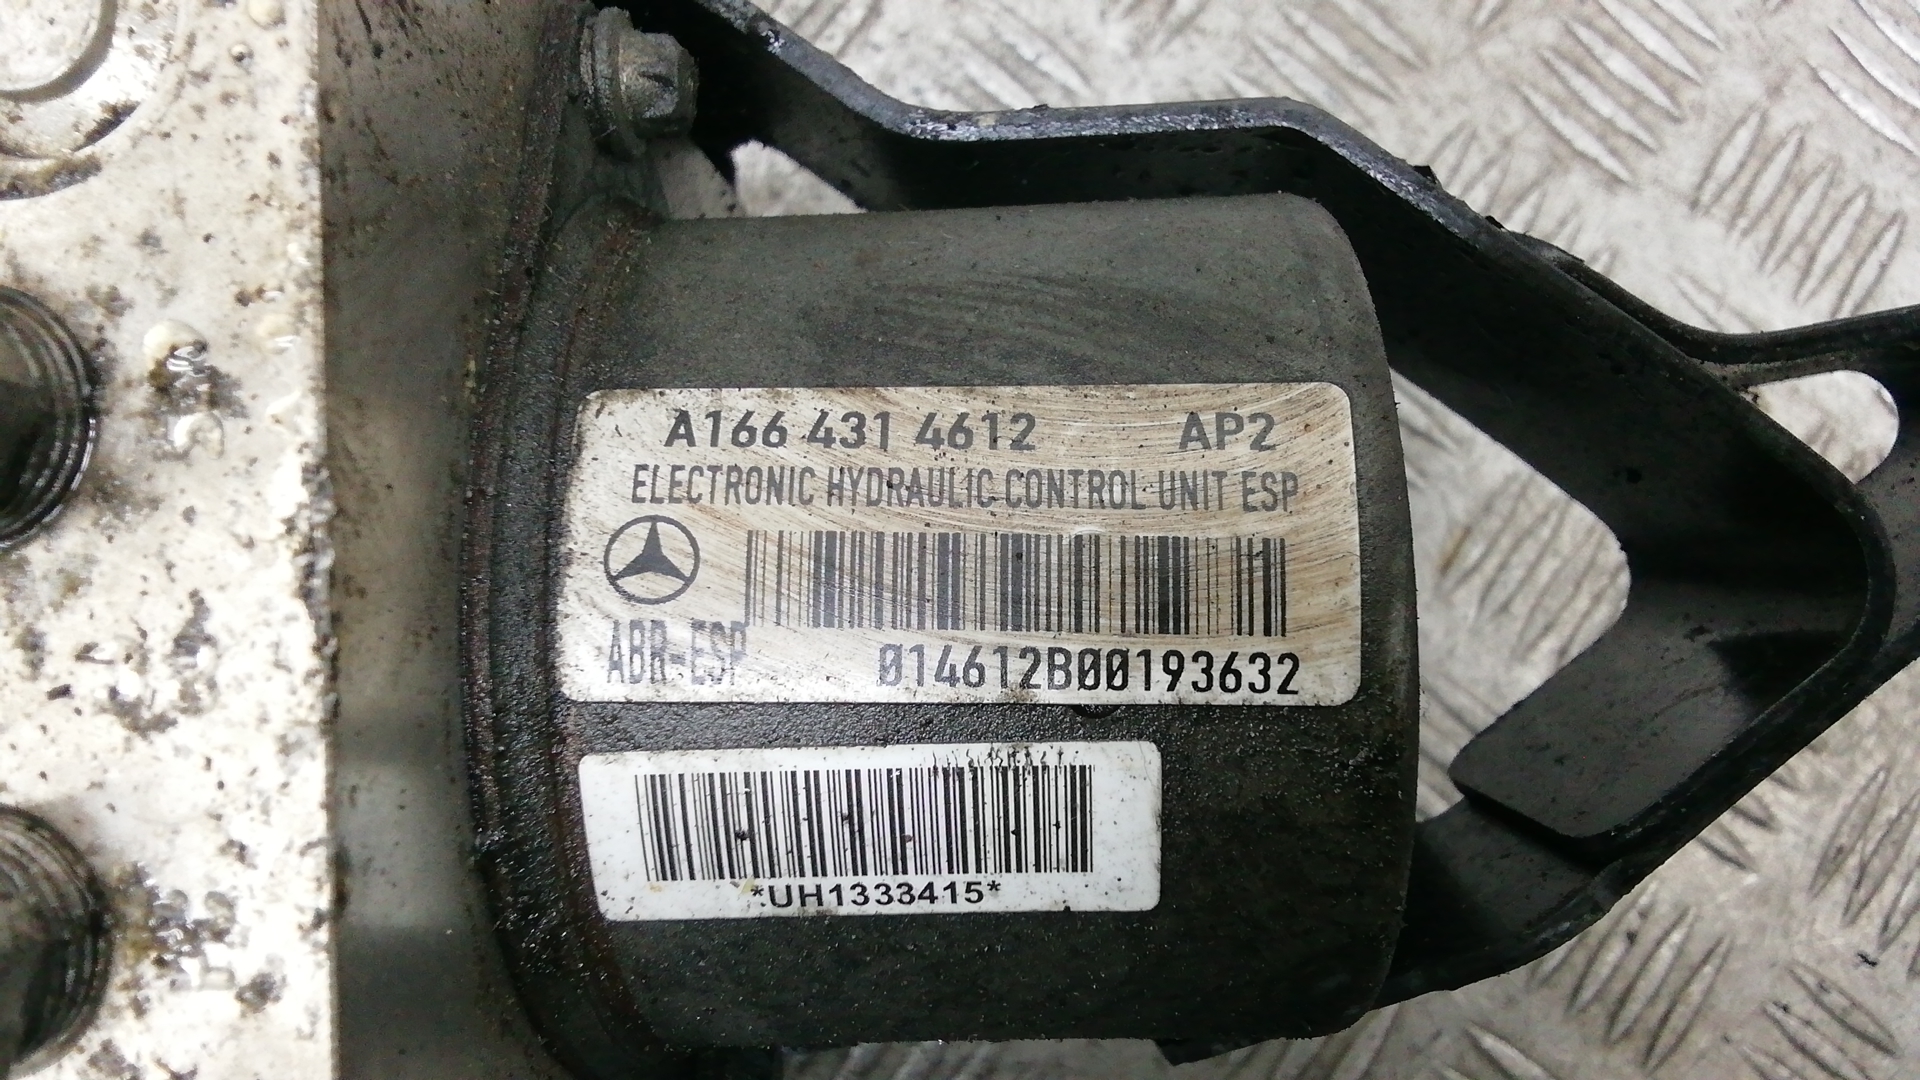 A166 431 4612 AP2
ELECTRONIC HYDRAULIC CONTROL UNIT ESP
ABR-ESP 014612B00193632
*UH1333415*